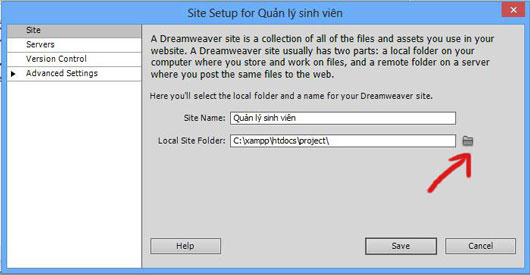 Site Setup for Quản lý sinh viên
Site
Servers
Version Control
Advanced Settings
A Dreamweaver site is a collection of all of the files and assets you use in your
website. A Dreamweaver site usually has two parts: a local folder on your
computer where you store and work on files, and a remote folder on a server
where you post the same files to the web.
Here you'll select the local folder and a name for your Dreamweaver site.
Site Name: Quản lý sinh viên
Local Site Folder: C:\xampp\htdocs\project\
Help Save Cancel